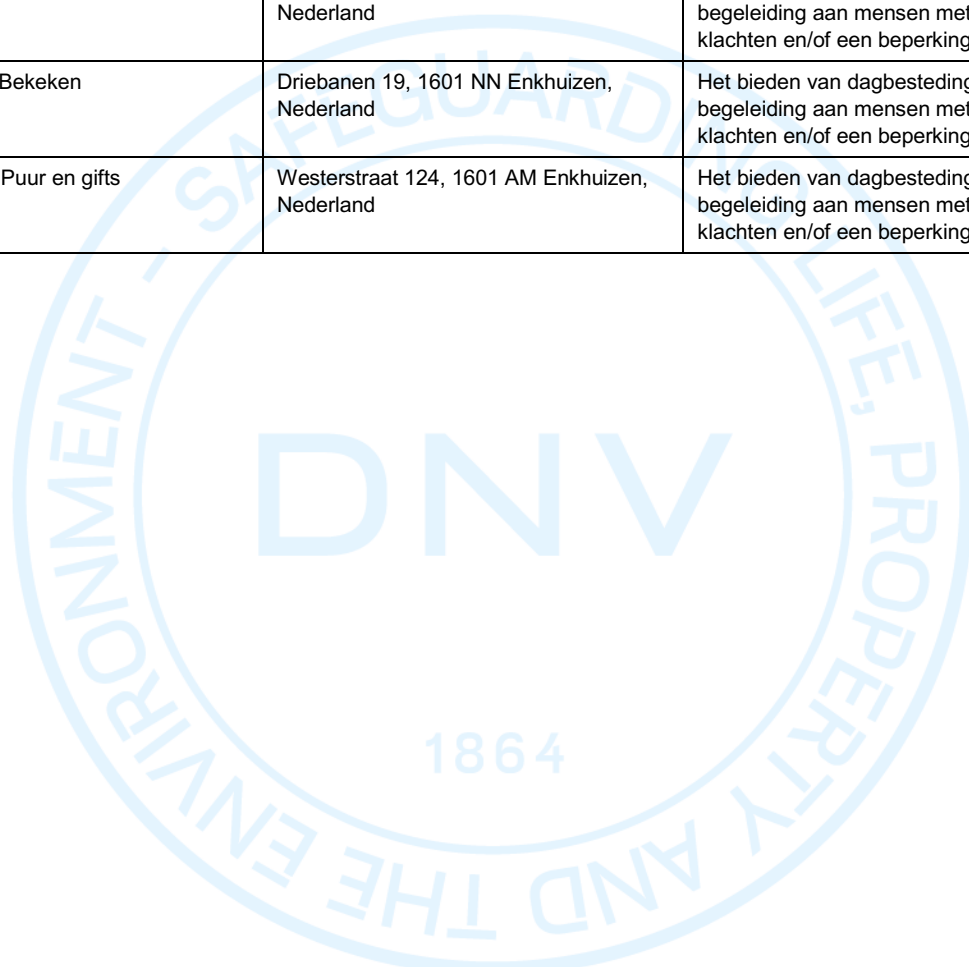 Nederland
begeleiding aan mensen met
klachten en/of een beperking
Bekeken
Driebanen 19, 1601 NN Enkhuizen,
Nederland
Het bieden van dagbesteding
begeleiding aan mensen met
klachten en/of een beperking
Puur en gifts
Westerstraat 124, 1601 AM Enkhuizen,
Nederland
Het bieden van dagbesteding
begeleiding aan mensen met
klachten en/of een beperking
SAFEGUARDING LIFE, PROPERTY AND THE ENVIRONMENT –
DNV
1864